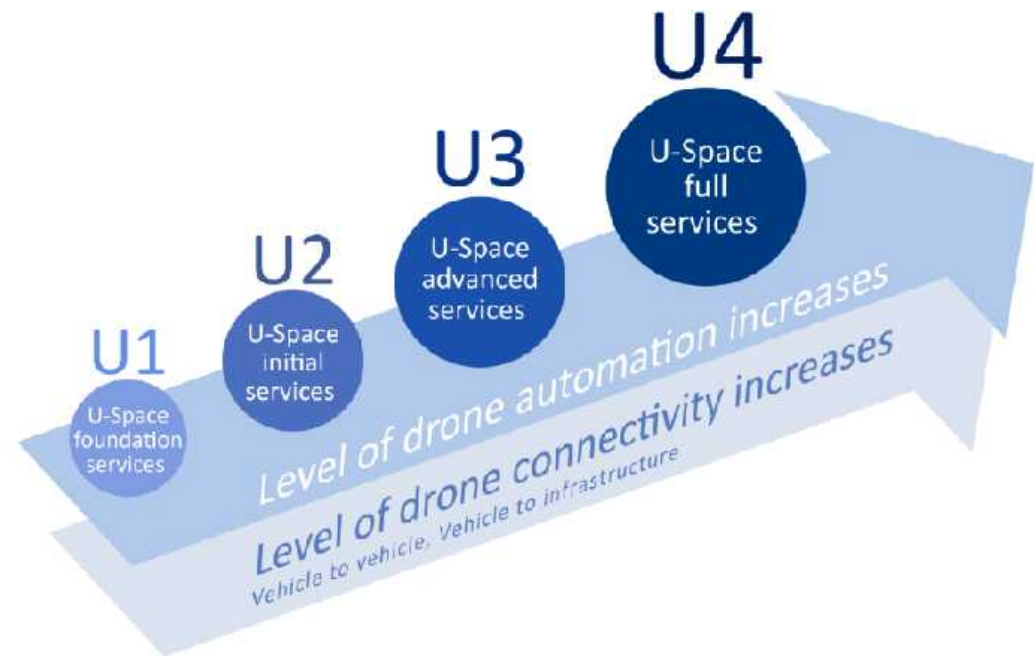 U1
U-Space
foundation
services
U2
U-Space
initial
services
U3
U-Space
advanced
services
U4
U-Space
full
services
Level of drone automation increases
Level of drone connectivity increases
Vehicle to vehicle, Vehicle to infrastructure